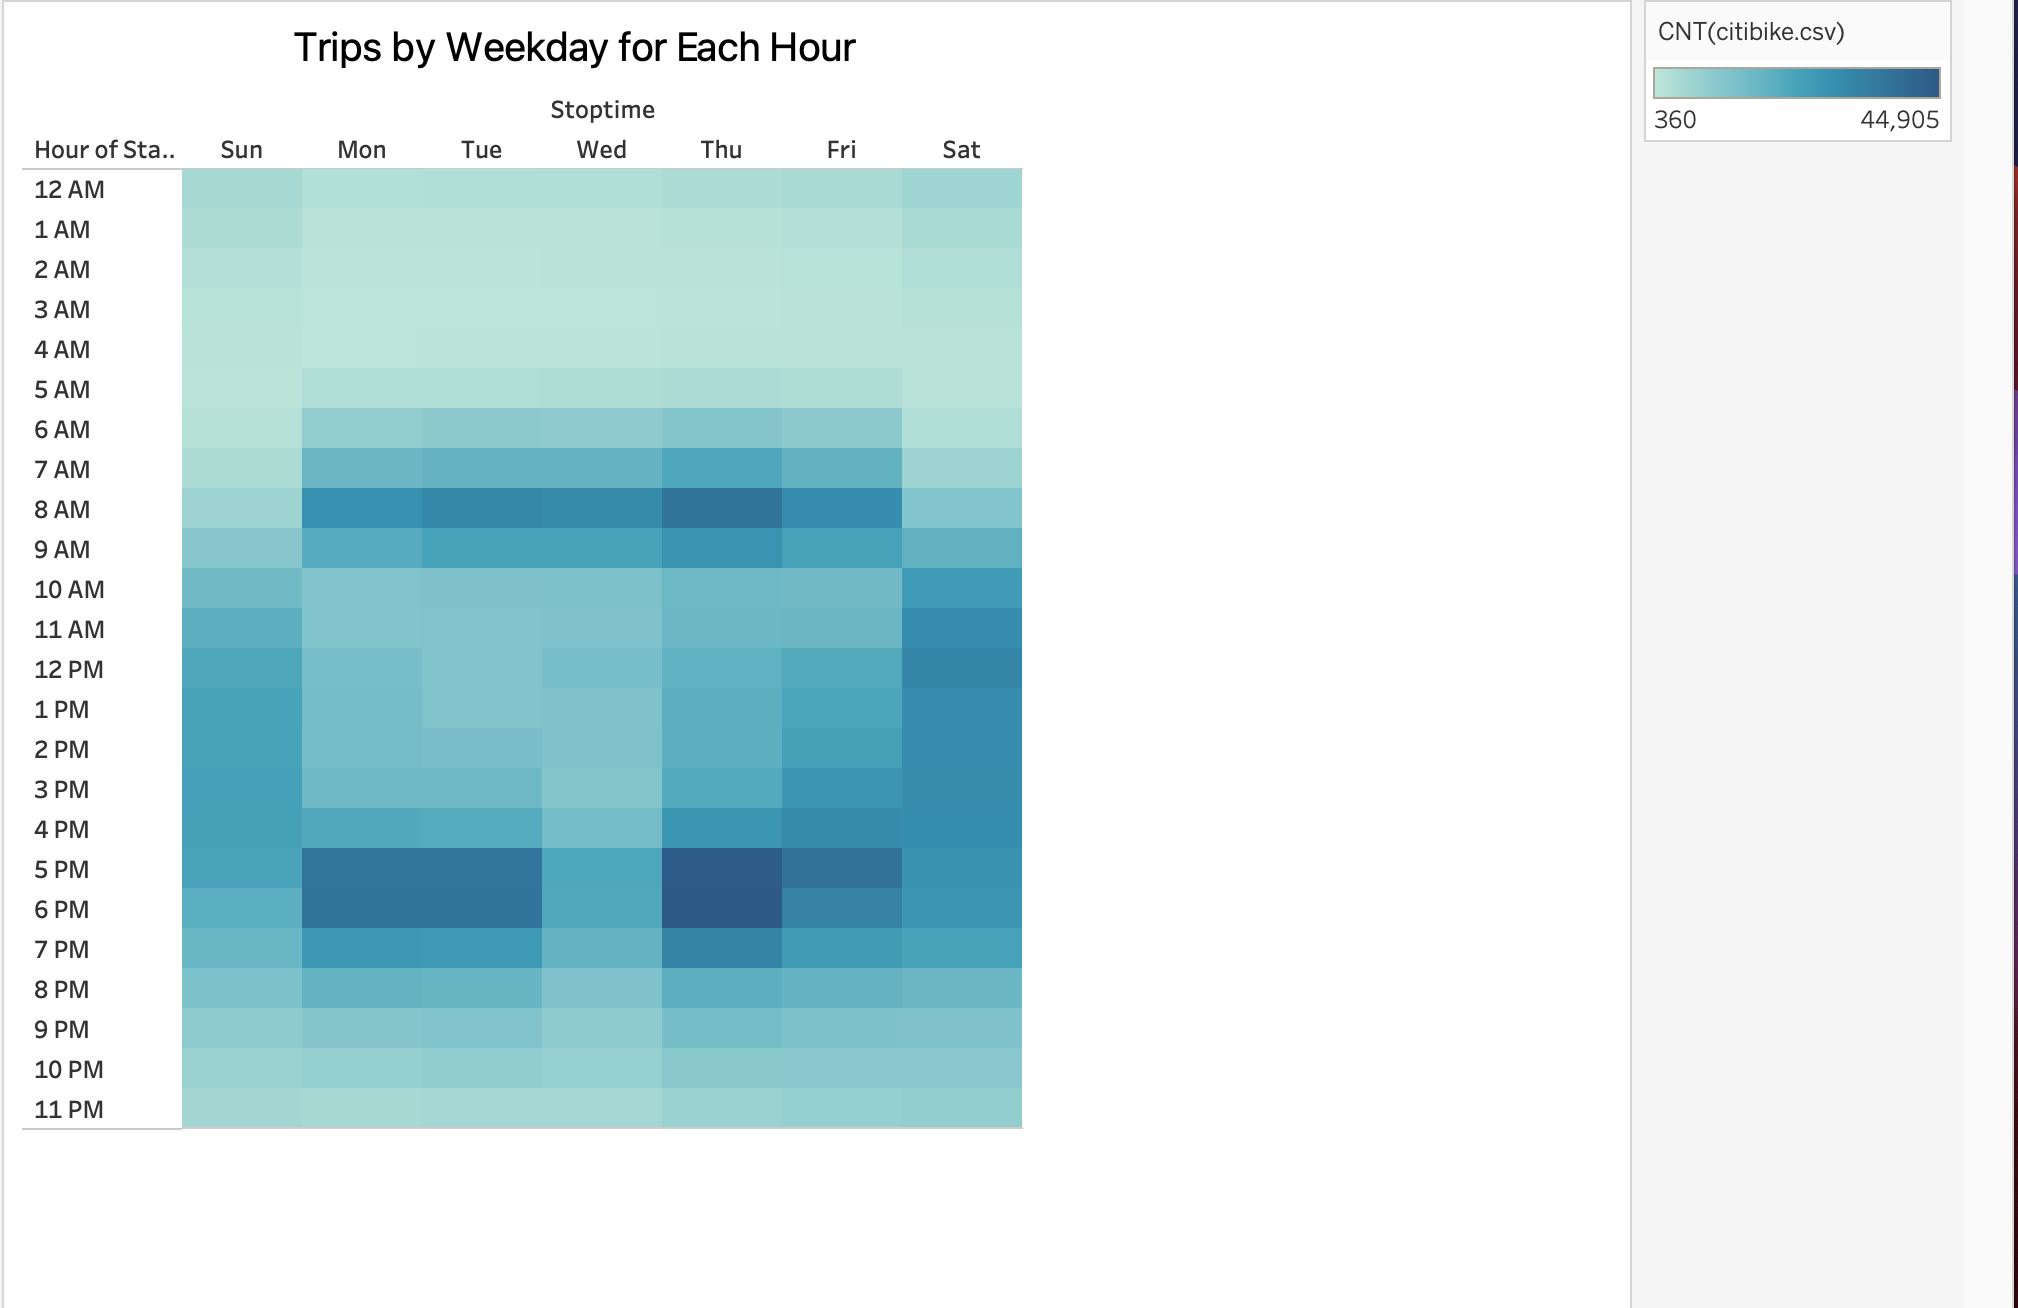 Trips by Weekday for Each Hour
CNT(citibike.csv)
360 44,905
Stoptime
Hour of Sta.. Sun Mon Tue Wed Thu Fri Sat
12 AM
1 AM
2 AM
3 AM
4 AM
5 AM
6 AM
7 AM
8 AM
9 AM
10 AM
11 AM
12 PM
1 PM
2 PM
3 PM
4 PM
5 PM
6 PM
7 PM
8 PM
9 PM
10 PM
11 PM